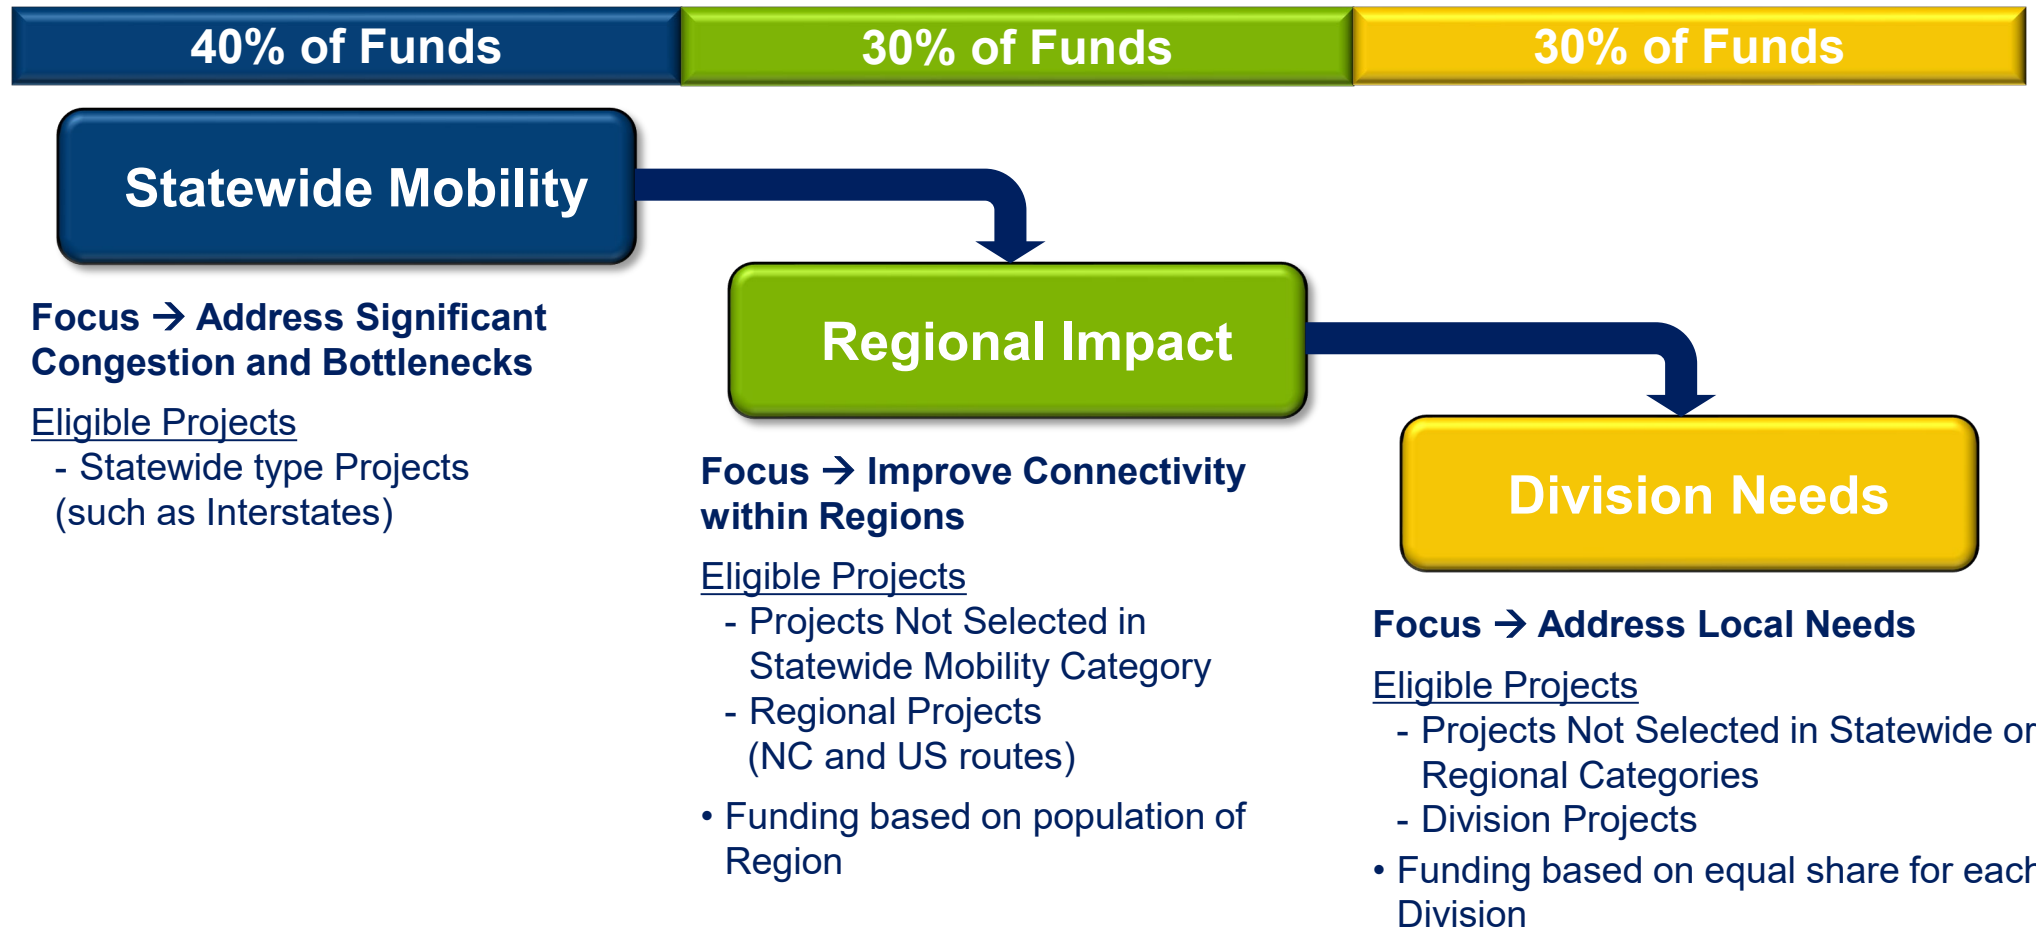 40% of Funds
30% of Funds
30% of Funds
Statewide Mobility
Focus → Address Significant
Congestion and Bottlenecks
Eligible Projects
- Statewide type Projects
(such as Interstates)
Regional Impact
Focus → Improve Connectivity
within Regions
Eligible Projects
- Projects Not Selected in
Statewide Mobility Category
- Regional Projects
(NC and US routes)
• Funding based on population of
Region
Division Needs
Focus → Address Local Needs
Eligible Projects
- Projects Not Selected in Statewide or
Regional Categories
- Division Projects
• Funding based on equal share for each
Division